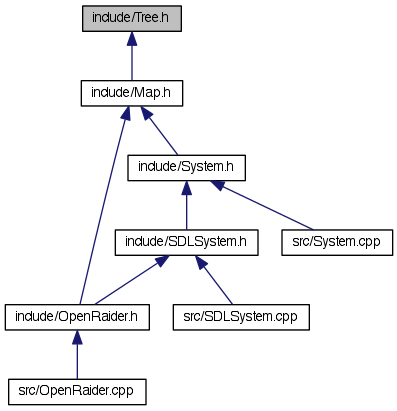 include/Tree.h
include/Map.h
include/System.h
include/SDLSystem.h
src/System.cpp
include/OpenRaider.h
src/SDLSystem.cpp
src/OpenRaider.cpp